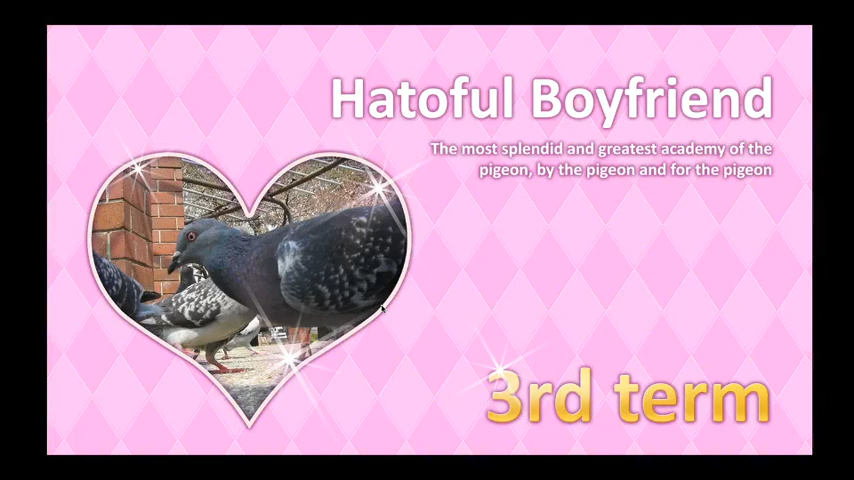 Hatoful Boyfriend
The most splendid and greatest academy of the
pigeon, by the pigeon and for the pigeon
3rd term